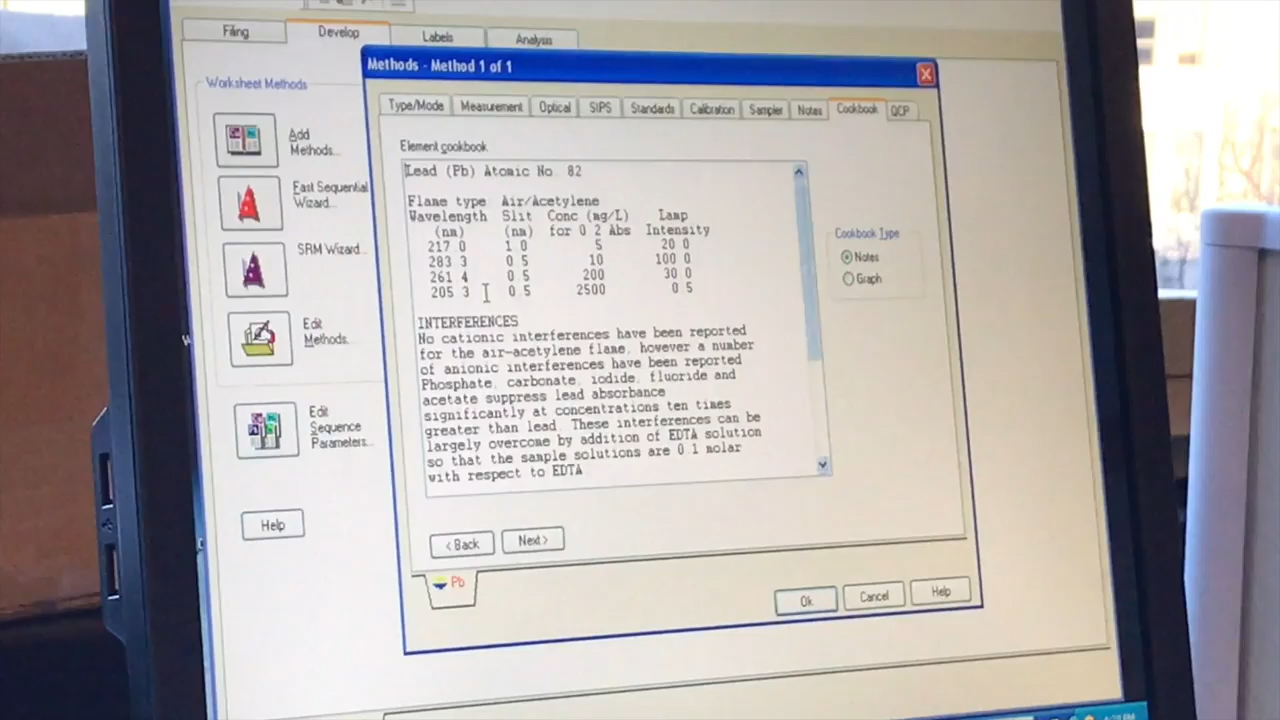 Filing Develop Labels Analysis
Worksheet Methods
Add
Methods...
Fast Sequential
Wizard...
SRM Wizard...
Edit
Methods...
Edit
Sequence
Parameters...
Help
Methods - Method 1 of 1
Type/Mode Measurement Optical SIPS Standards Calibration Sampler Notes Cookbook QCP
Element cookbook
Lead (Pb) Atomic No. 82
Flame type Air/Acetylene
Wavelength Slit Conc (mg/L) Lamp
(nm) (nm) for 0.2 Abs Intensity
217.0 1.0 5 20.0
283.3 0.5 10 100.0
261.4 0.5 200 30.0
205.3 0.5 2500 0.5
INTERFERENCES
No cationic interferences have been reported
for the air-acetylene flame, however a number
of anionic interferences have been reported.
Phosphate, carbonate, iodide, fluoride and
acetate suppress lead absorbance
significantly at concentrations ten times
greater than lead. These interferences can be
largely overcome by addition of EDTA solution
so that the sample solutions are 0.1 molar
with respect to EDTA
Cookbook Type
Notes
Graph
< Back Next >
Pb
Ok Cancel Help